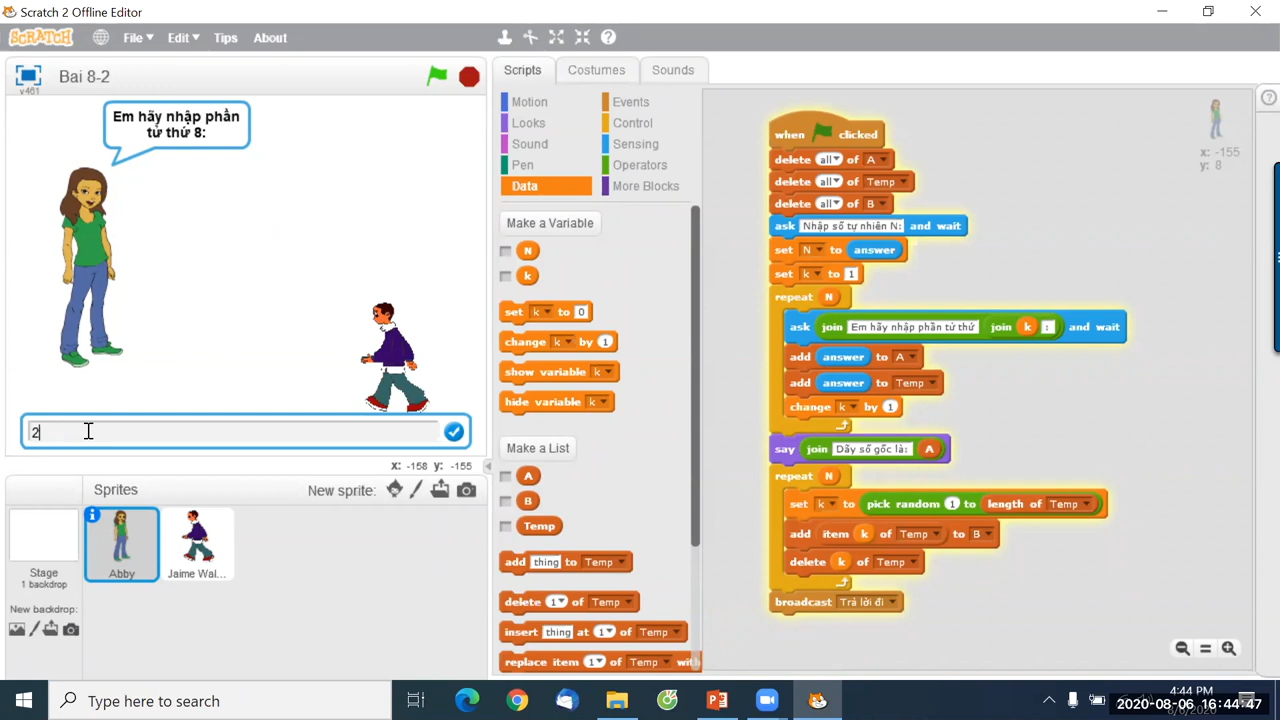 Scratch 2 Offline Editor
SCRATCH File Edit Tips About
v461 Bai 8-2
Em hãy nhập phần
tử thứ 8:
2
x: -158 y: -155
Sprites New sprite:
Stage
1 backdrop
New backdrop:
Abby
Jaime Wal...
Scripts Costumes Sounds
Motion Events
Looks Control
Sound Sensing
Pen Operators
Data More Blocks
Make a Variable
N
k
set k to 0
change k by 1
show variable k
hide variable k
Make a List
A
B
Temp
add thing to Temp
delete 1 of Temp
insert thing at 1 of Temp
replace item 1 of Temp with
when clicked
delete all of A
delete all of Temp
delete all of B
ask Nhập số tự nhiên N: and wait
set N to answer
set k to 1
repeat N
ask join Em hãy nhập phần tử thứ join k : and wait
add answer to A
add answer to Temp
change k by 1
say join Dãy số gốc là: A
repeat N
set k to pick random 1 to length of Temp
add item k of Temp to B
delete k of Temp
broadcast Trả lời đi
x: -155
y: 8
Type here to search
4:44 PM
2020-08-06 16:44:47